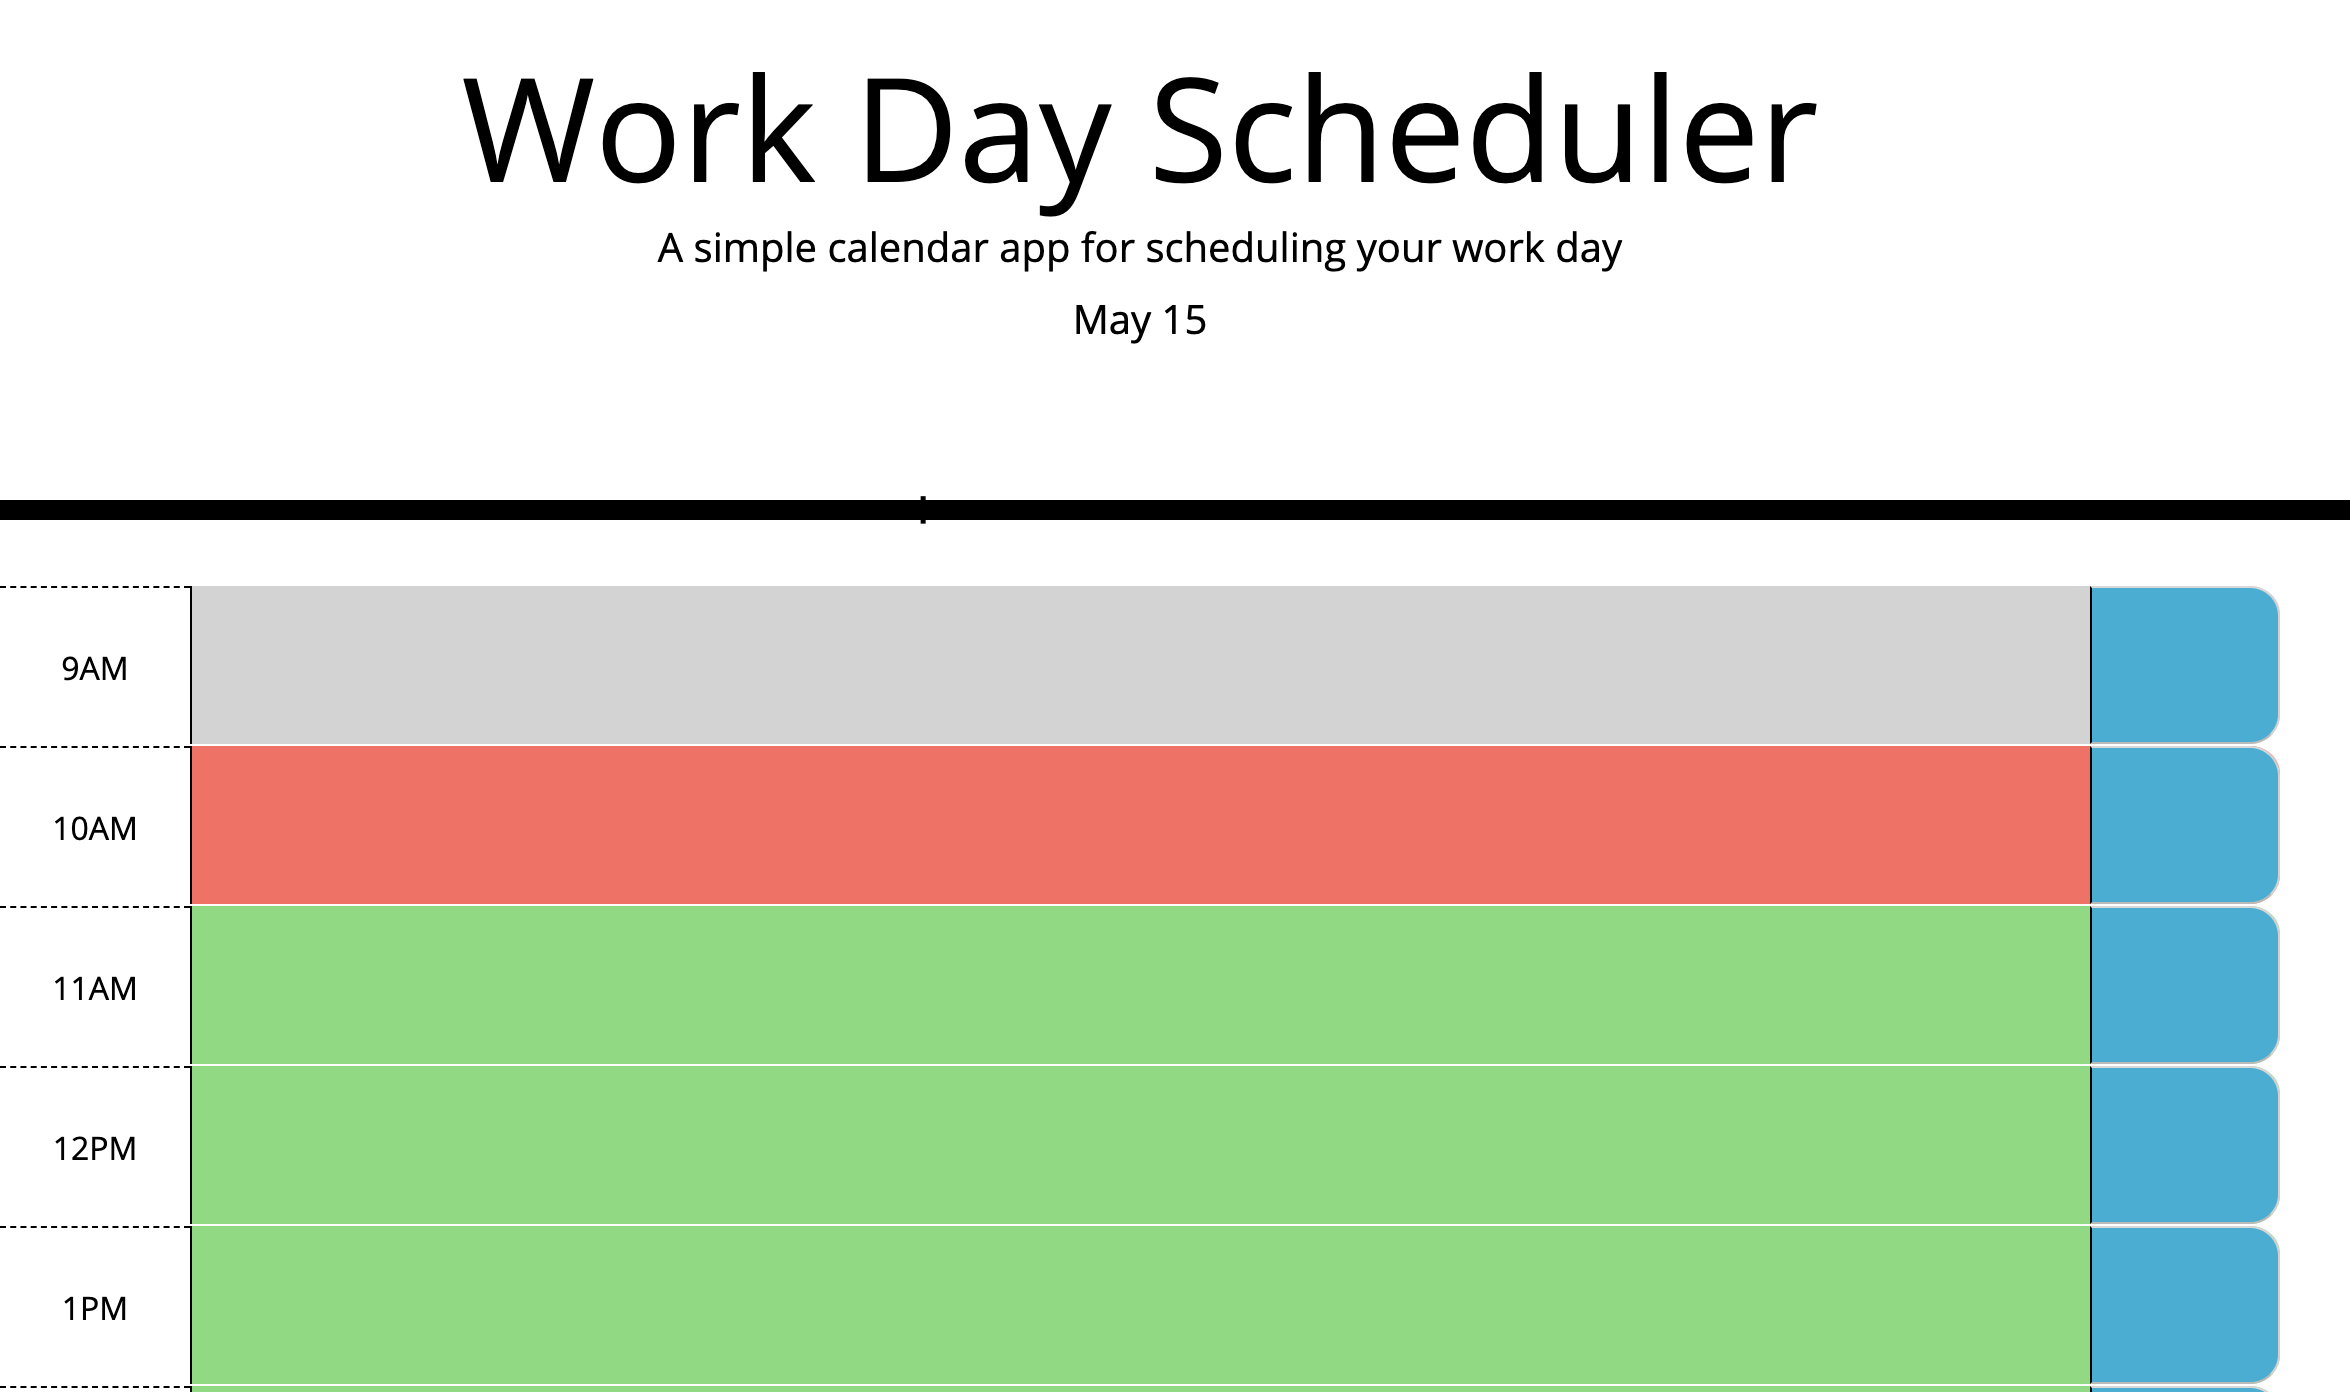 Work Day Scheduler
A simple calendar app for scheduling your work day
May 15
9AM
10AM
11AM
12PM
1PM